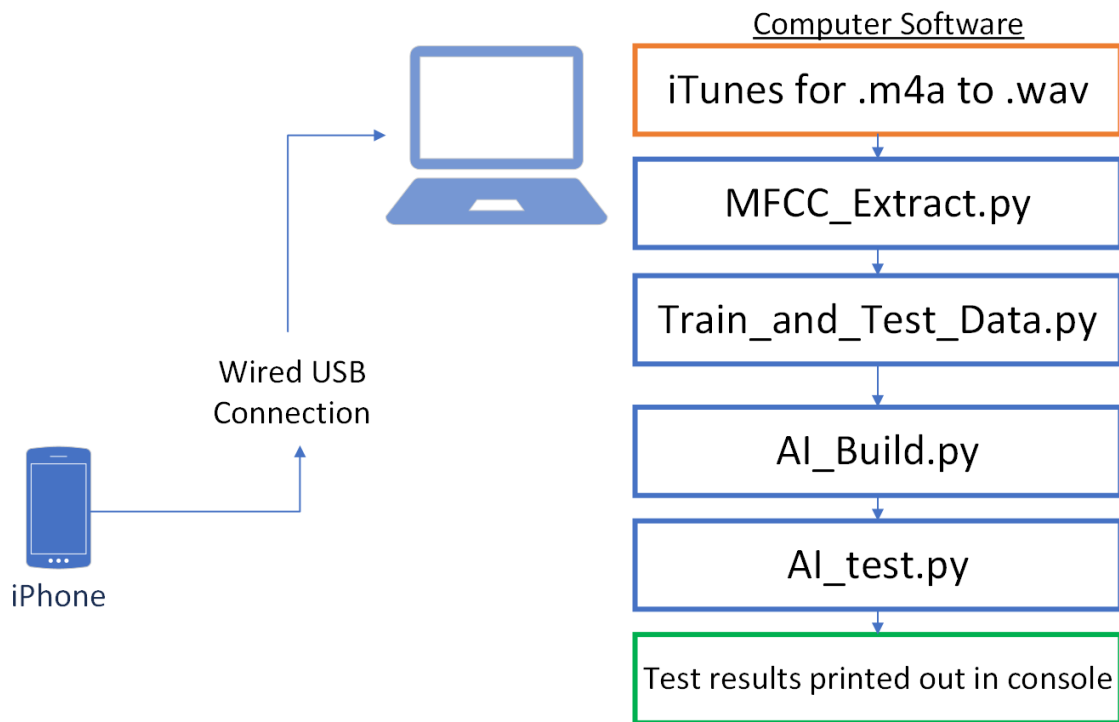 Computer Software
iTunes for .m4a to .wav
MFCC_Extract.py
Train_and_Test_Data.py
Wired USB
Connection
AI_Build.py
AI_test.py
iPhone
Test results printed out in console